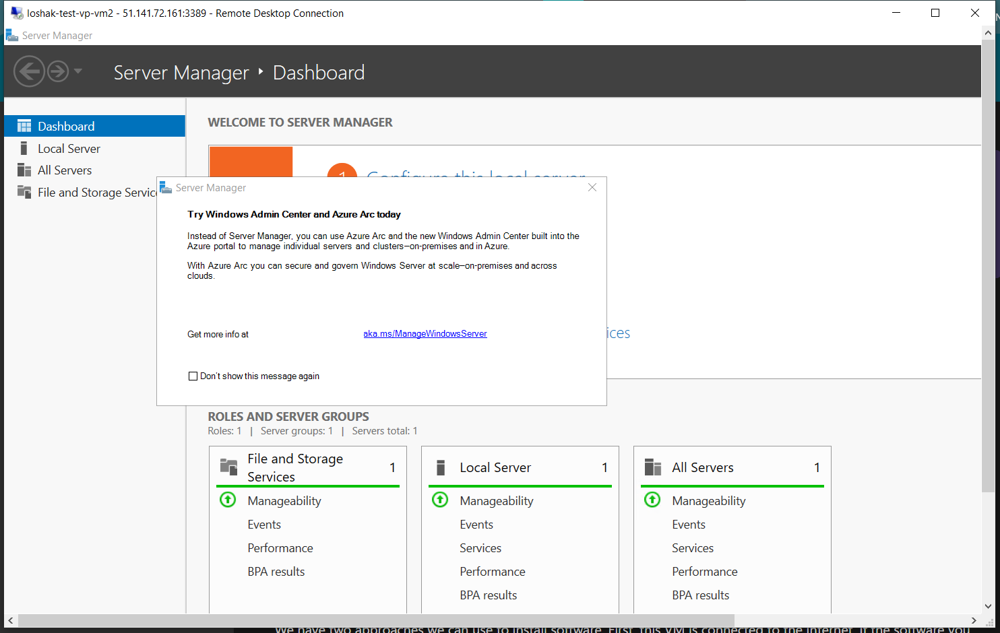 loshak-test-vp-vm2 - 51.141.72.161:3389 - Remote Desktop Connection
Server Manager
Server Manager ‣ Dashboard
Dashboard
Local Server
All Servers
File and Storage Servic
WELCOME TO SERVER MANAGER
1 Configure this local server
Server Manager
Try Windows Admin Center and Azure Arc today
Instead of Server Manager, you can use Azure Arc and the new Windows Admin Center built into the
Azure portal to manage individual servers and clusters—on-premises and in Azure.
With Azure Arc you can secure and govern Windows Server at scale—on-premises and across
clouds.
Get more info at aka.ms/ManageWindowsServer
Don't show this message again
ices
ROLES AND SERVER GROUPS
Roles: 1 | Server groups: 1 | Servers total: 1
File and Storage
Services 1
Manageability
Events
Performance
BPA results
Local Server 1
Manageability
Events
Services
Performance
BPA results
All Servers 1
Manageability
Events
Services
Performance
BPA results
We have two approaches we can use to install software. First, this VM is connected to the Internet. If the software you